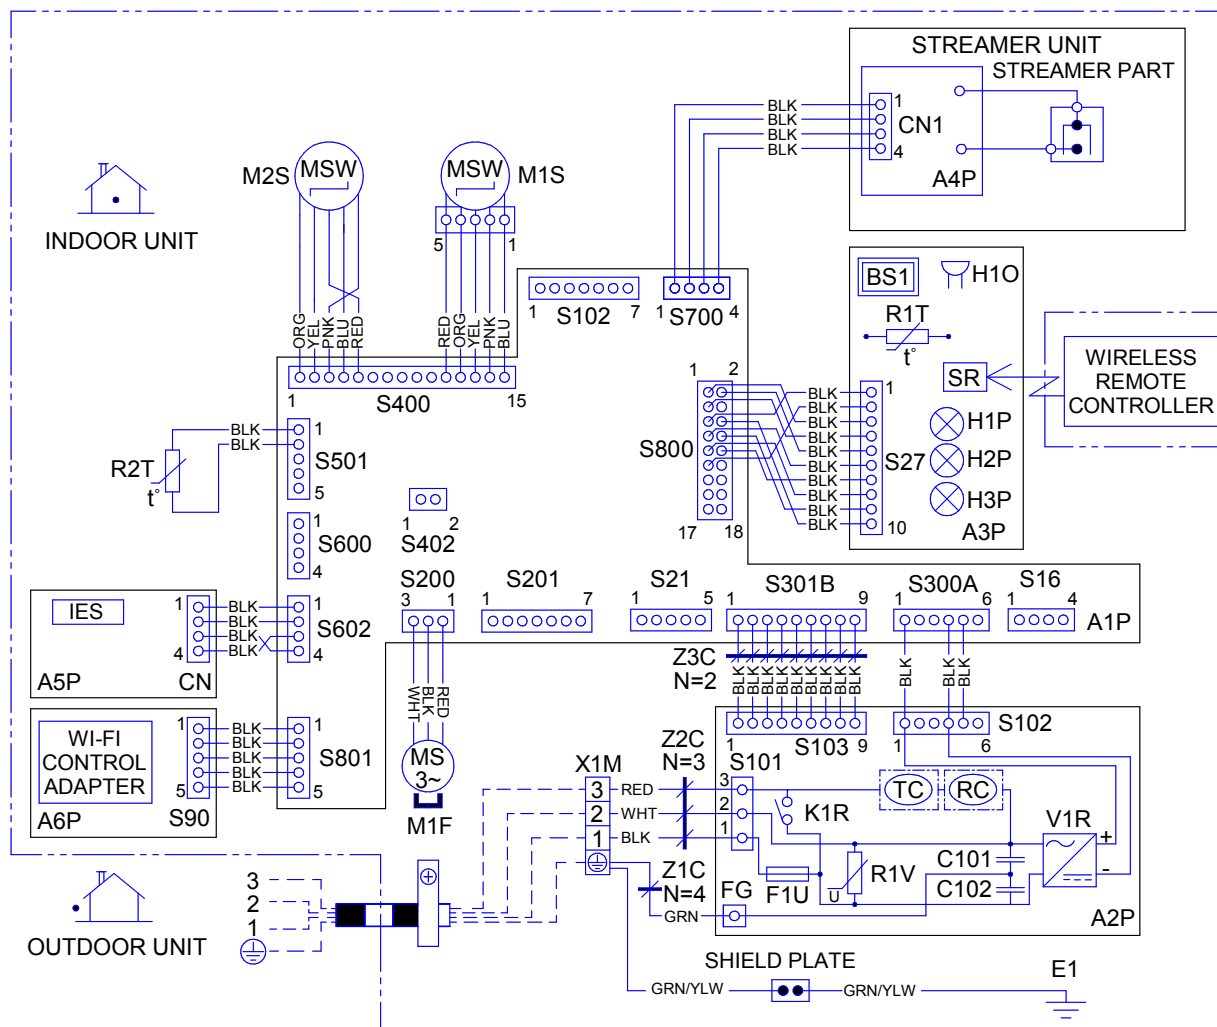 STREAMER UNIT
STREAMER PART
BLK
BLK
BLK
BLK
1
CN1
4
A4P
M2S
MSW
MSW
M1S
5
1
INDOOR UNIT
ORG
YEL
PNK
BLU
RED
RED
ORG
YEL
PNK
BLU
1
S102
7
1
S700
4
BS1
H1O
R1T
t°
SR
WIRELESS
REMOTE
CONTROLLER
H1P
H2P
H3P
A3P
1
S400
15
1
2
S800
17
18
BLK
BLK
BLK
BLK
BLK
BLK
BLK
BLK
BLK
BLK
1
S27
10
R2T
t°
BLK
BLK
1
S501
5
1
S600
4
1
2
S402
IES
1
4
A5P
CN
BLK
BLK
BLK
BLK
1
S602
4
S200
3
1
S201
1
7
S21
1
5
S301B
1
9
S300A
1
6
S16
1
4
A1P
Z3C
N=2
BLK
BLK
BLK
BLK
BLK
BLK
BLK
BLK
BLK
BLK
BLK
BLK
WHT
BLK
RED
MS
3~
M1F
WI-FI
CONTROL
ADAPTER
A6P
1
5
S90
BLK
BLK
BLK
BLK
BLK
1
S801
5
1
S103
9
1
6
S102
X1M
3
2
1
RED
WHT
BLK
Z2C
N=3
S101
3
2
1
K1R
TC
RC
V1R
+
-
F1U
R1V
U
C101
C102
Z1C
N=4
GRN
FG
A2P
3
2
1
OUTDOOR UNIT
SHIELD PLATE
GRN/YLW
GRN/YLW
E1